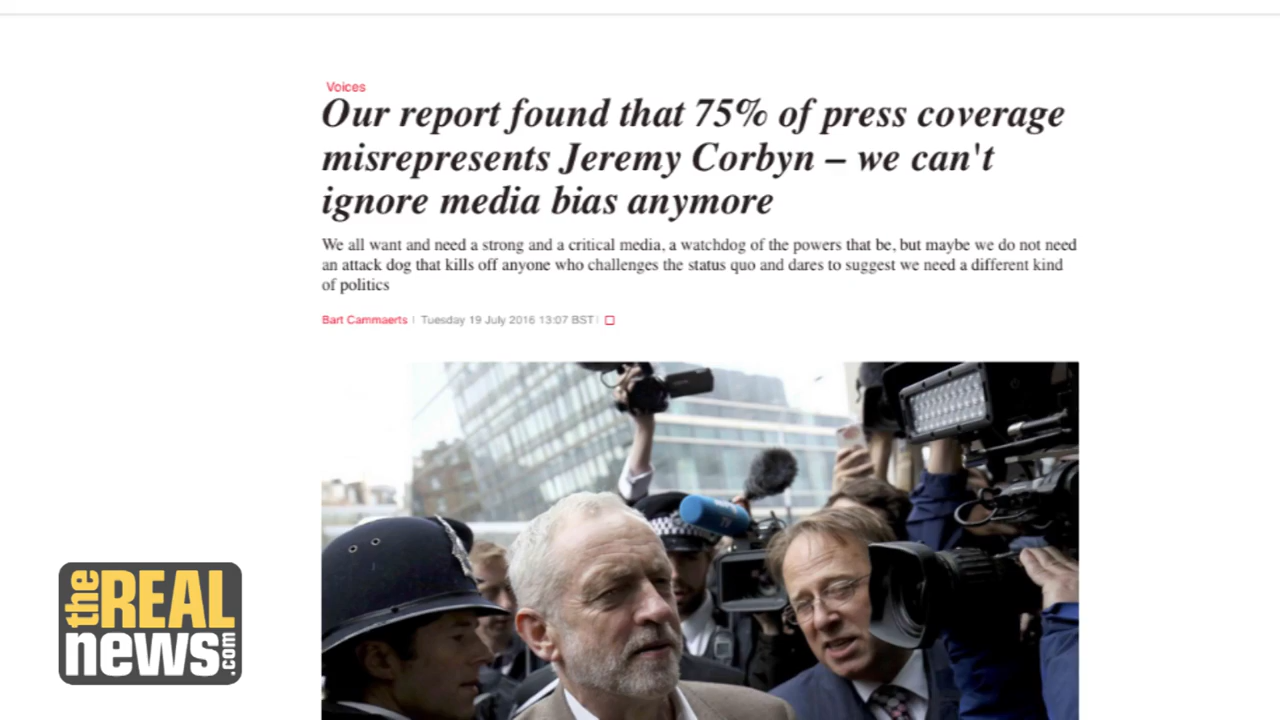 Voices
Our report found that 75% of press coverage
misrepresents Jeremy Corbyn – we can't
ignore media bias anymore
We all want and need a strong and a critical media, a watchdog of the powers that be, but maybe we do not need
an attack dog that kills off anyone who challenges the status quo and dares to suggest we need a different kind
of politics
Bart Cammaerts | Tuesday 19 July 2016 13:07 BST |
the REAL
news.com